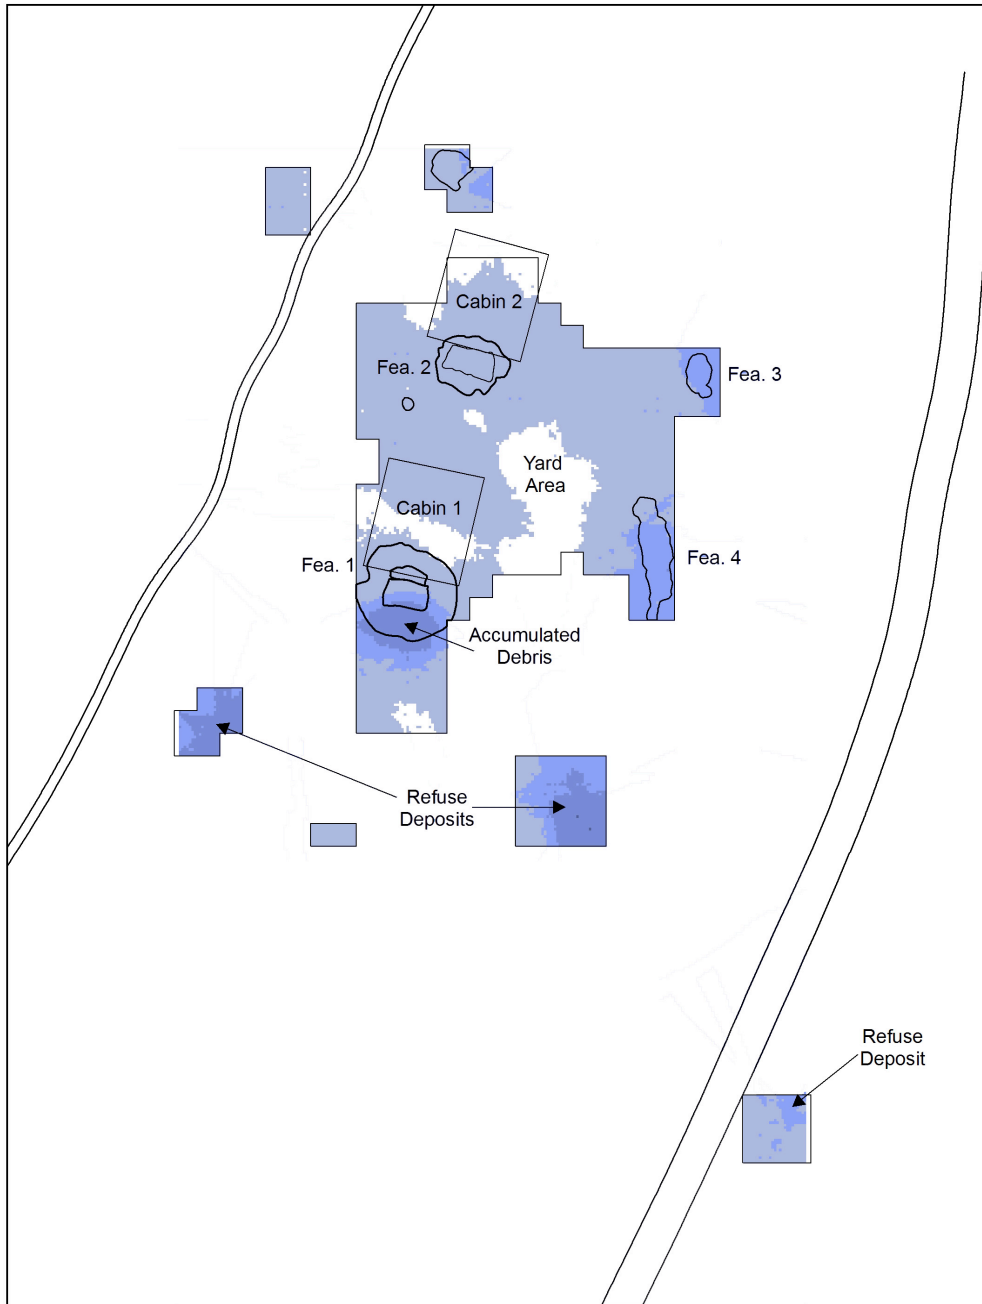 Cabin 2
Fea. 2
Fea. 3
Yard
Area
Cabin 1
Fea. 1
Fea. 4
Accumulated
Debris
Refuse
Deposits
Refuse
Deposit